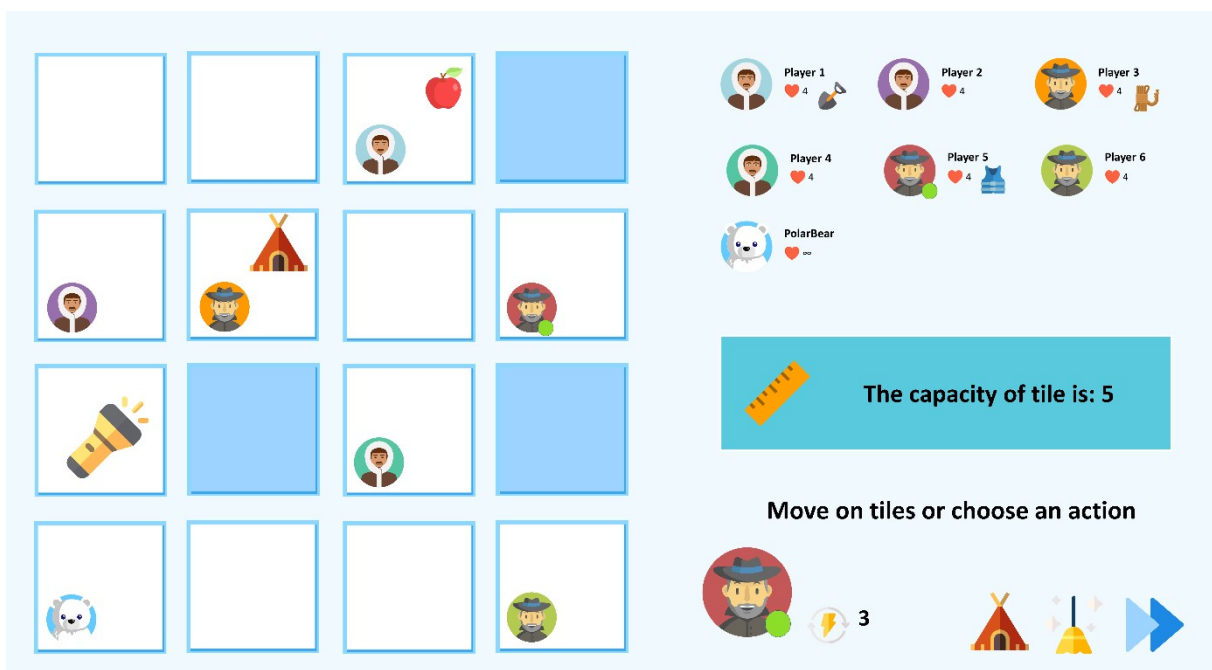 Player 1
4
Player 2
4
Player 3
4
Player 4
4
Player 5
4
Player 6
4
PolarBear
∞
The capacity of tile is: 5
Move on tiles or choose an action
3